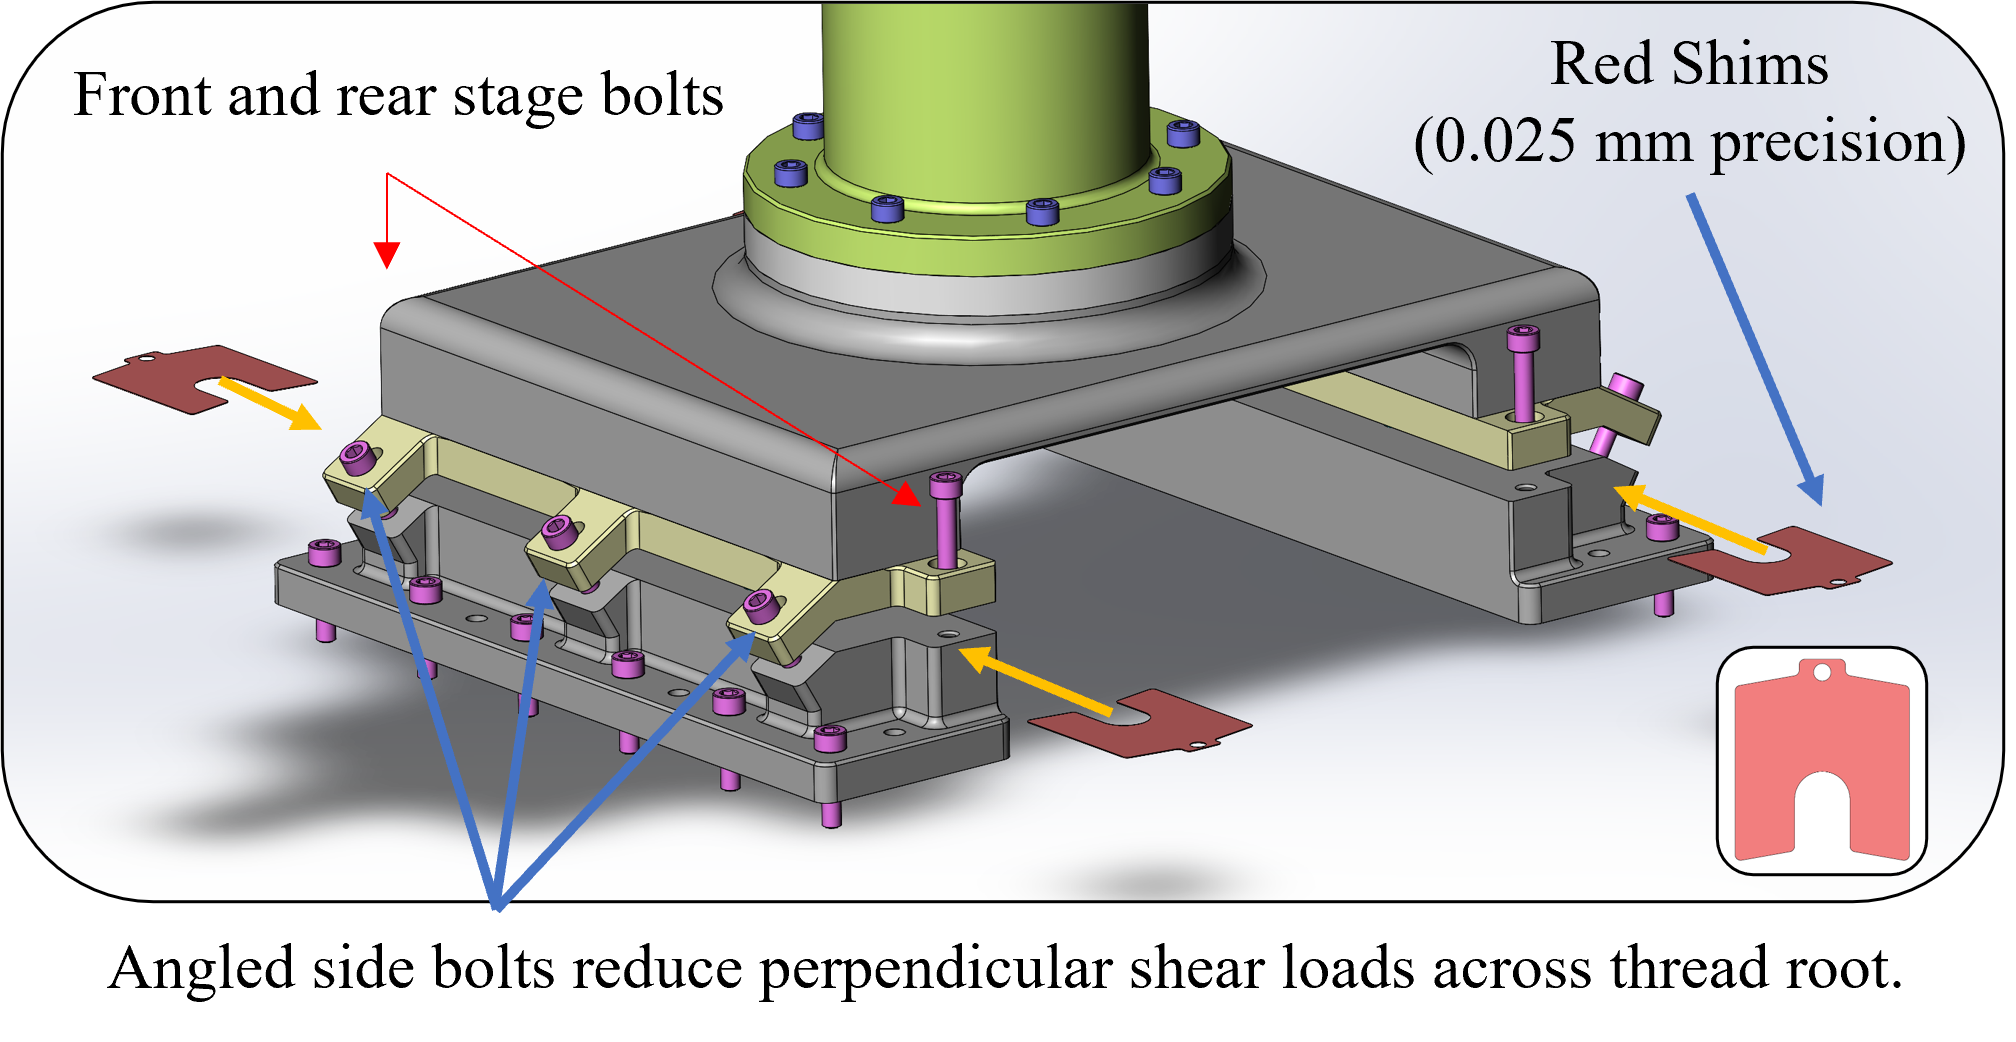 Front and rear stage bolts
Red Shims
(0.025 mm precision)
Angled side bolts reduce perpendicular shear loads across thread root.